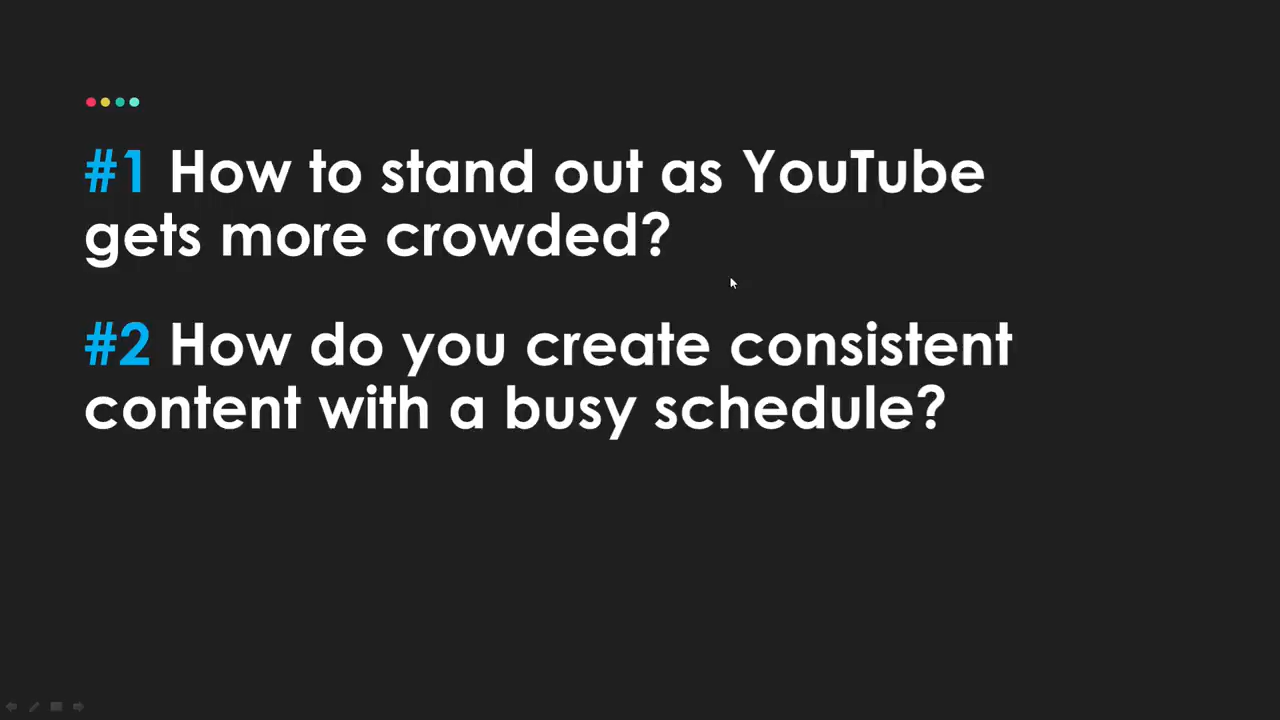 #1 How to stand out as YouTube
gets more crowded?
#2 How do you create consistent
content with a busy schedule?